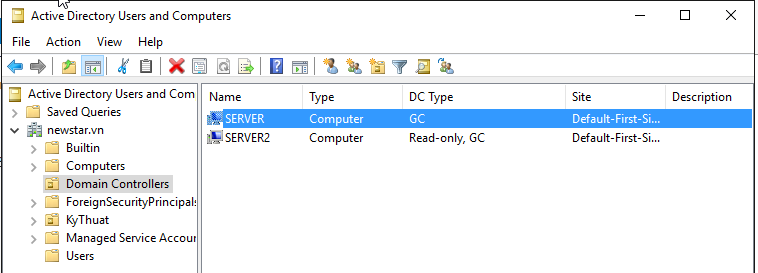 Active Directory Users and Computers
File Action View Help
Active Directory Users and Com
Saved Queries
newstar.vn
Builtin
Computers
Domain Controllers
ForeignSecurityPrincipals
KyThuat
Managed Service Accour
Users
Name Type DC Type Site Description
SERVER Computer GC Default-First-Si...
SERVER2 Computer Read-only, GC Default-First-Si...